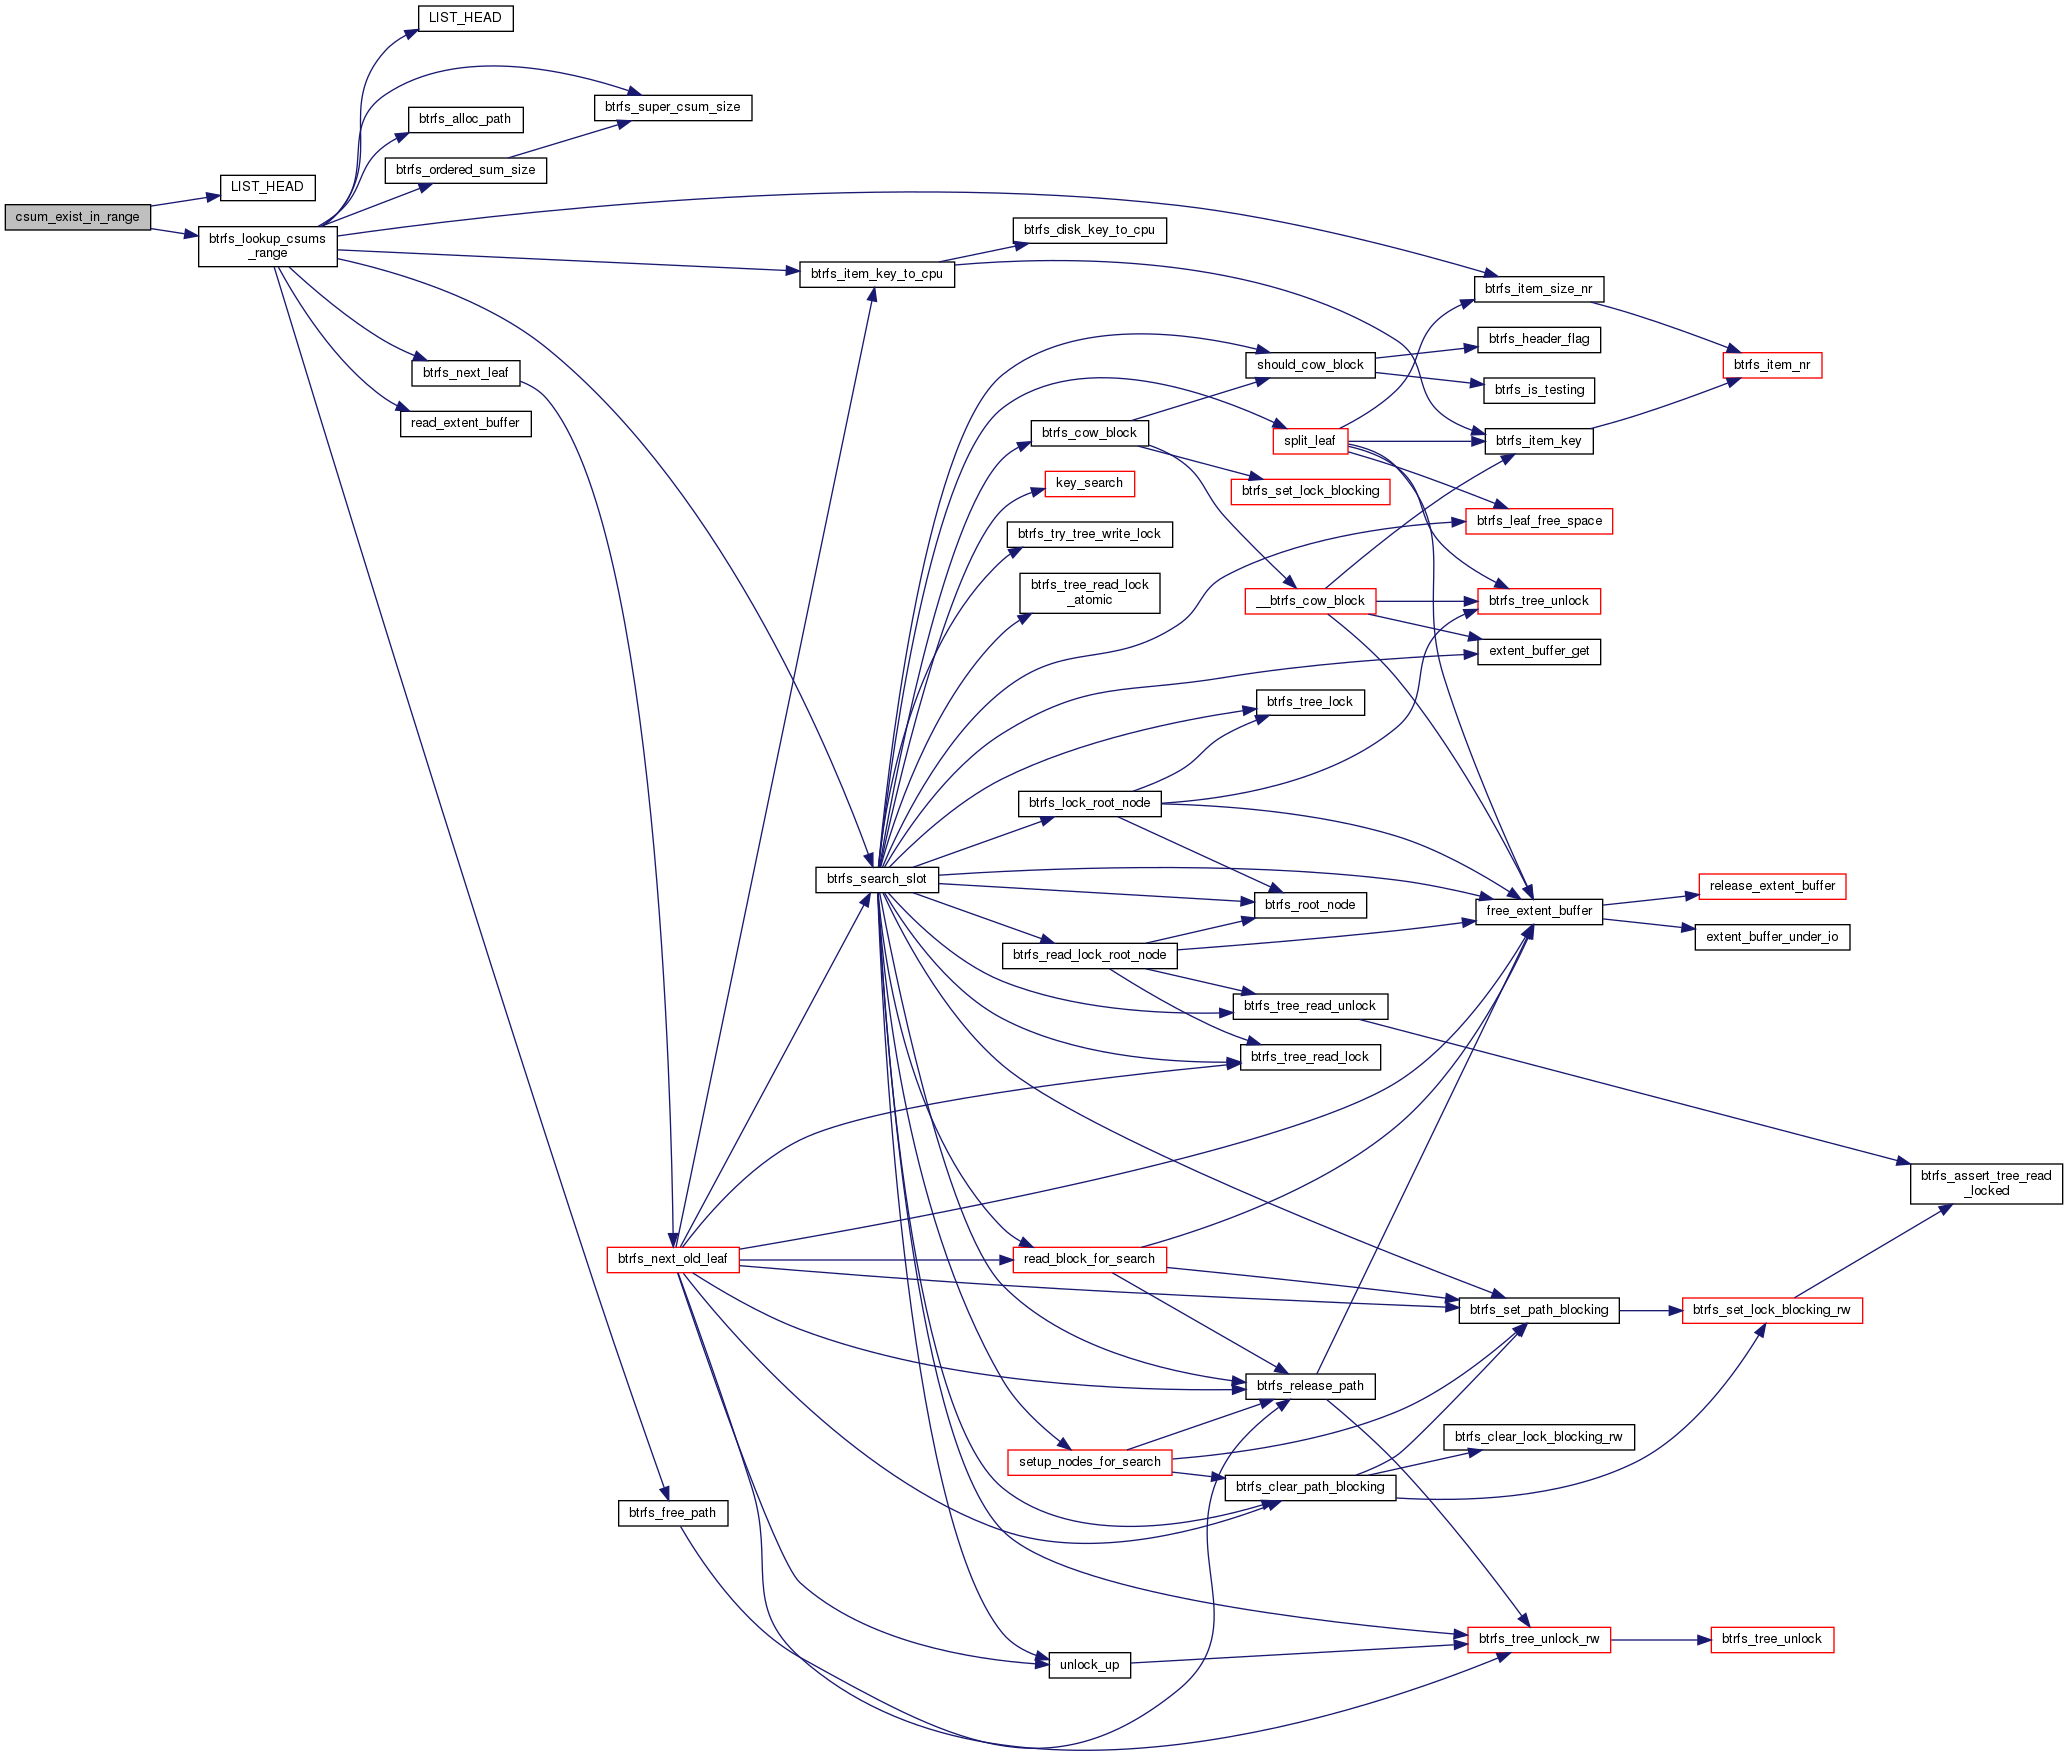 LIST_HEAD
btrfs_super_csum_size
btrfs_alloc_path
btrfs_ordered_sum_size
LIST_HEAD
csum_exist_in_range
btrfs_lookup_csums
_range
btrfs_disk_key_to_cpu
btrfs_item_key_to_cpu
btrfs_item_size_nr
btrfs_header_flag
btrfs_next_leaf
should_cow_block
btrfs_item_nr
btrfs_is_testing
read_extent_buffer
btrfs_cow_block
split_leaf
btrfs_item_key
key_search
btrfs_set_lock_blocking
btrfs_leaf_free_space
btrfs_try_tree_write_lock
btrfs_tree_read_lock
_atomic
__btrfs_cow_block
btrfs_tree_unlock
extent_buffer_get
btrfs_tree_lock
btrfs_lock_root_node
btrfs_search_slot
release_extent_buffer
btrfs_root_node
free_extent_buffer
extent_buffer_under_io
btrfs_read_lock_root_node
btrfs_tree_read_unlock
btrfs_tree_read_lock
btrfs_assert_tree_read
_locked
btrfs_next_old_leaf
read_block_for_search
btrfs_set_path_blocking
btrfs_set_lock_blocking_rw
btrfs_release_path
btrfs_clear_lock_blocking_rw
setup_nodes_for_search
btrfs_clear_path_blocking
btrfs_free_path
btrfs_tree_unlock_rw
btrfs_tree_unlock
unlock_up